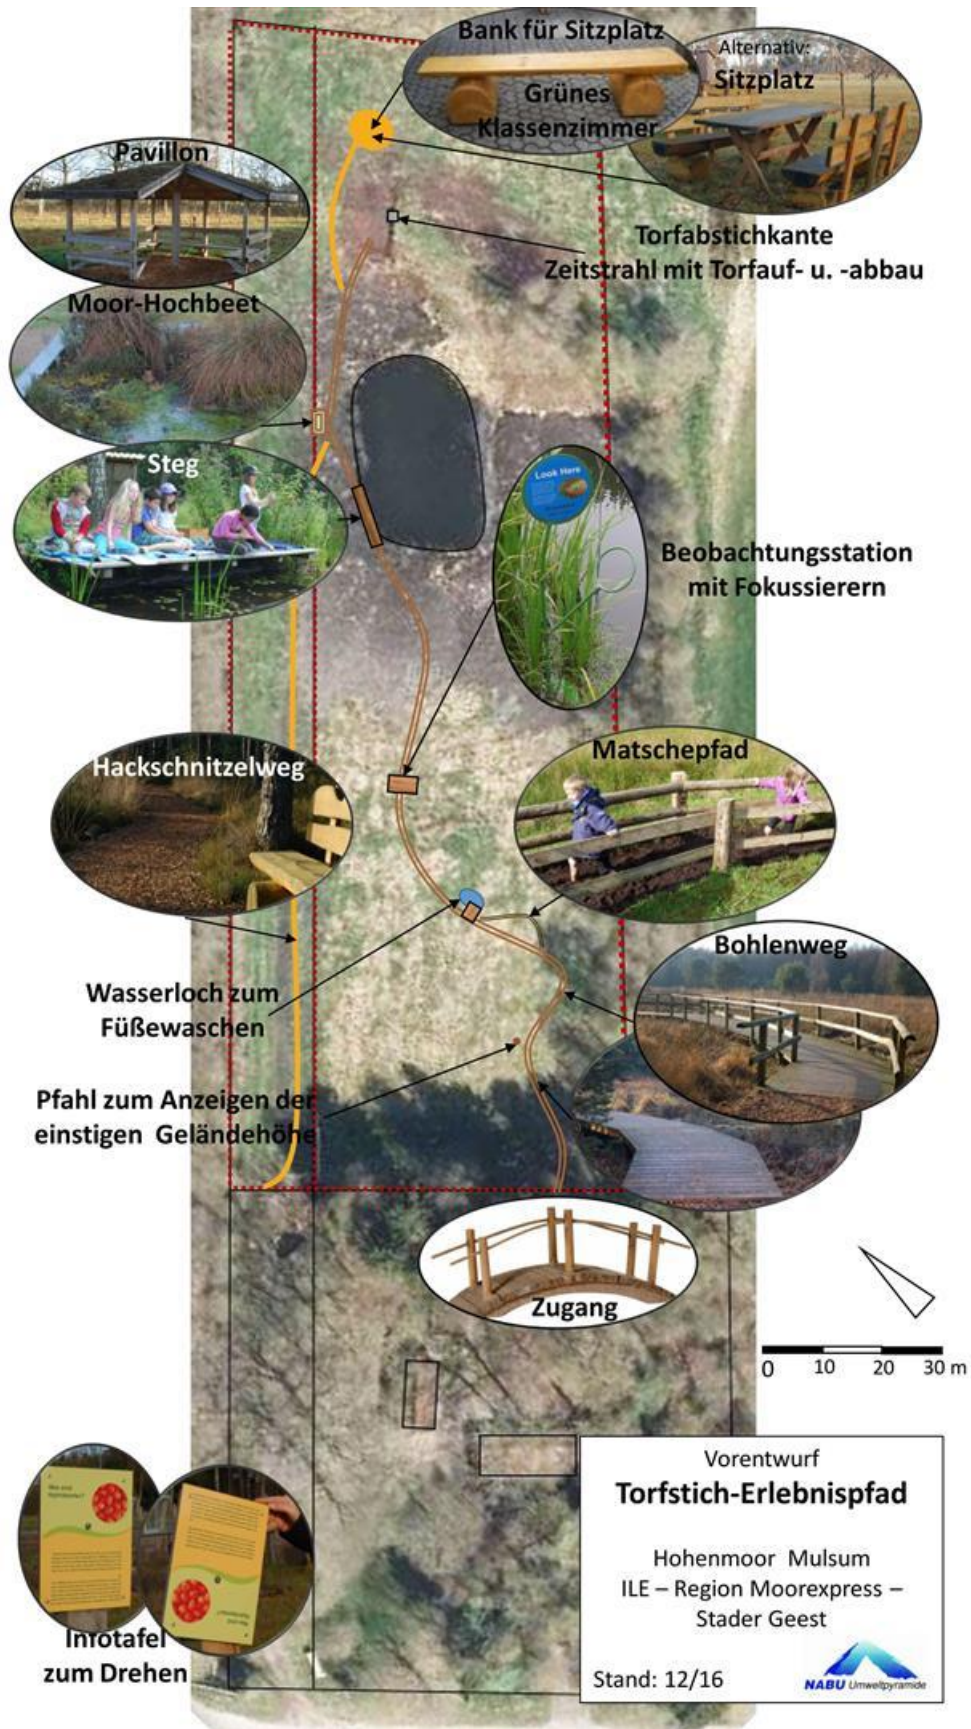 Bank für Sitzplatz
Grünes
Klassenzimmer
Alternativ:
Sitzplatz
Pavillon
Torfabstichkante
Zeitstrahl mit Torfauf- u. -abbau
Moor-Hochbeet
Steg
Look Here
Beobachtungsstation
mit Fokussierern
Hackschnitzelweg
Matschepfad
Bohlenweg
Wasserloch zum
Füßewaschen
Pfahl zum Anzeigen der
einstigen Geländehöhe
Zugang
0 10 20 30 m
Infotafel
zum Drehen
Vorentwurf
Torfstich-Erlebnispfad
Hohenmoor Mulsum
ILE – Region Moorexpress –
Stader Geest
Stand: 12/16
NABU Umweltpyramide